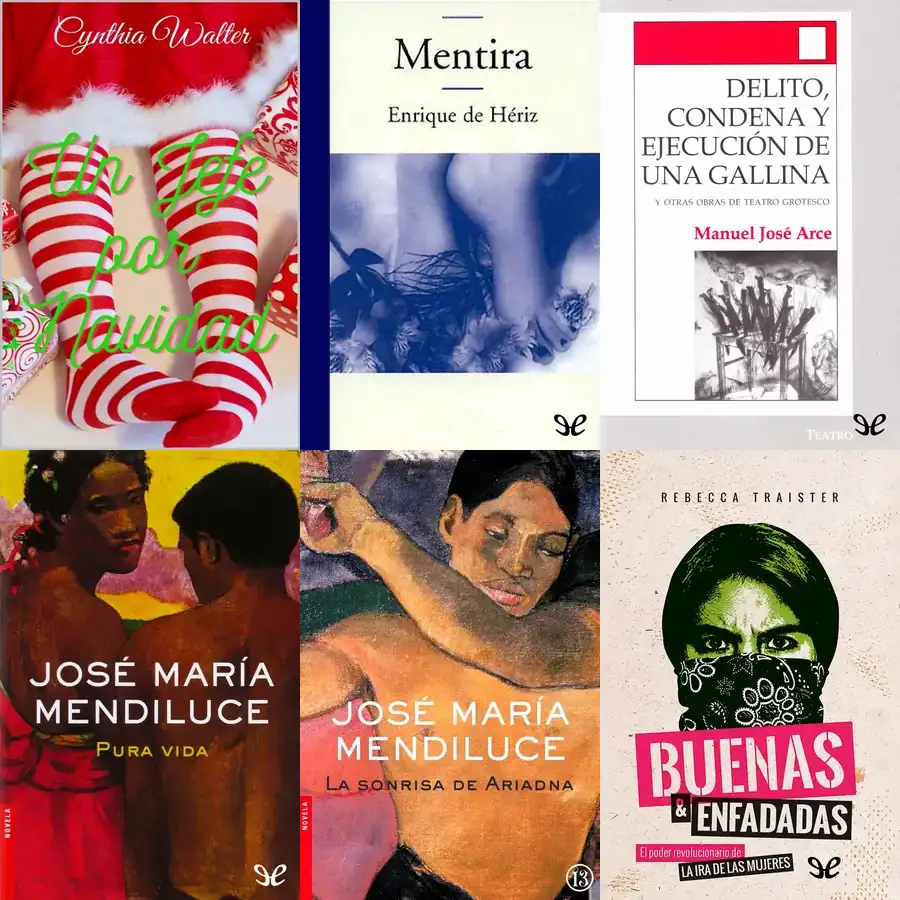 Cynthia Walter
Un Jefe
por
Navidad
Mentira
Enrique de Hériz
DELITO,
CONDENA Y
EJECUCIÓN DE
UNA GALLINA
Y OTRAS OBRAS DE TEATRO GROTESCO
Manuel José Arce
TEATRO
JOSÉ MARÍA
MENDILUCE
PURA VIDA
NOVELA
JOSÉ MARÍA
MENDILUCE
LA SONRISA DE ARIADNA
NOVELA
13
REBECCA TRAISTER
BUENAS
& ENFADADAS
El poder revolucionario de
LA IRA DE LAS MUJERES